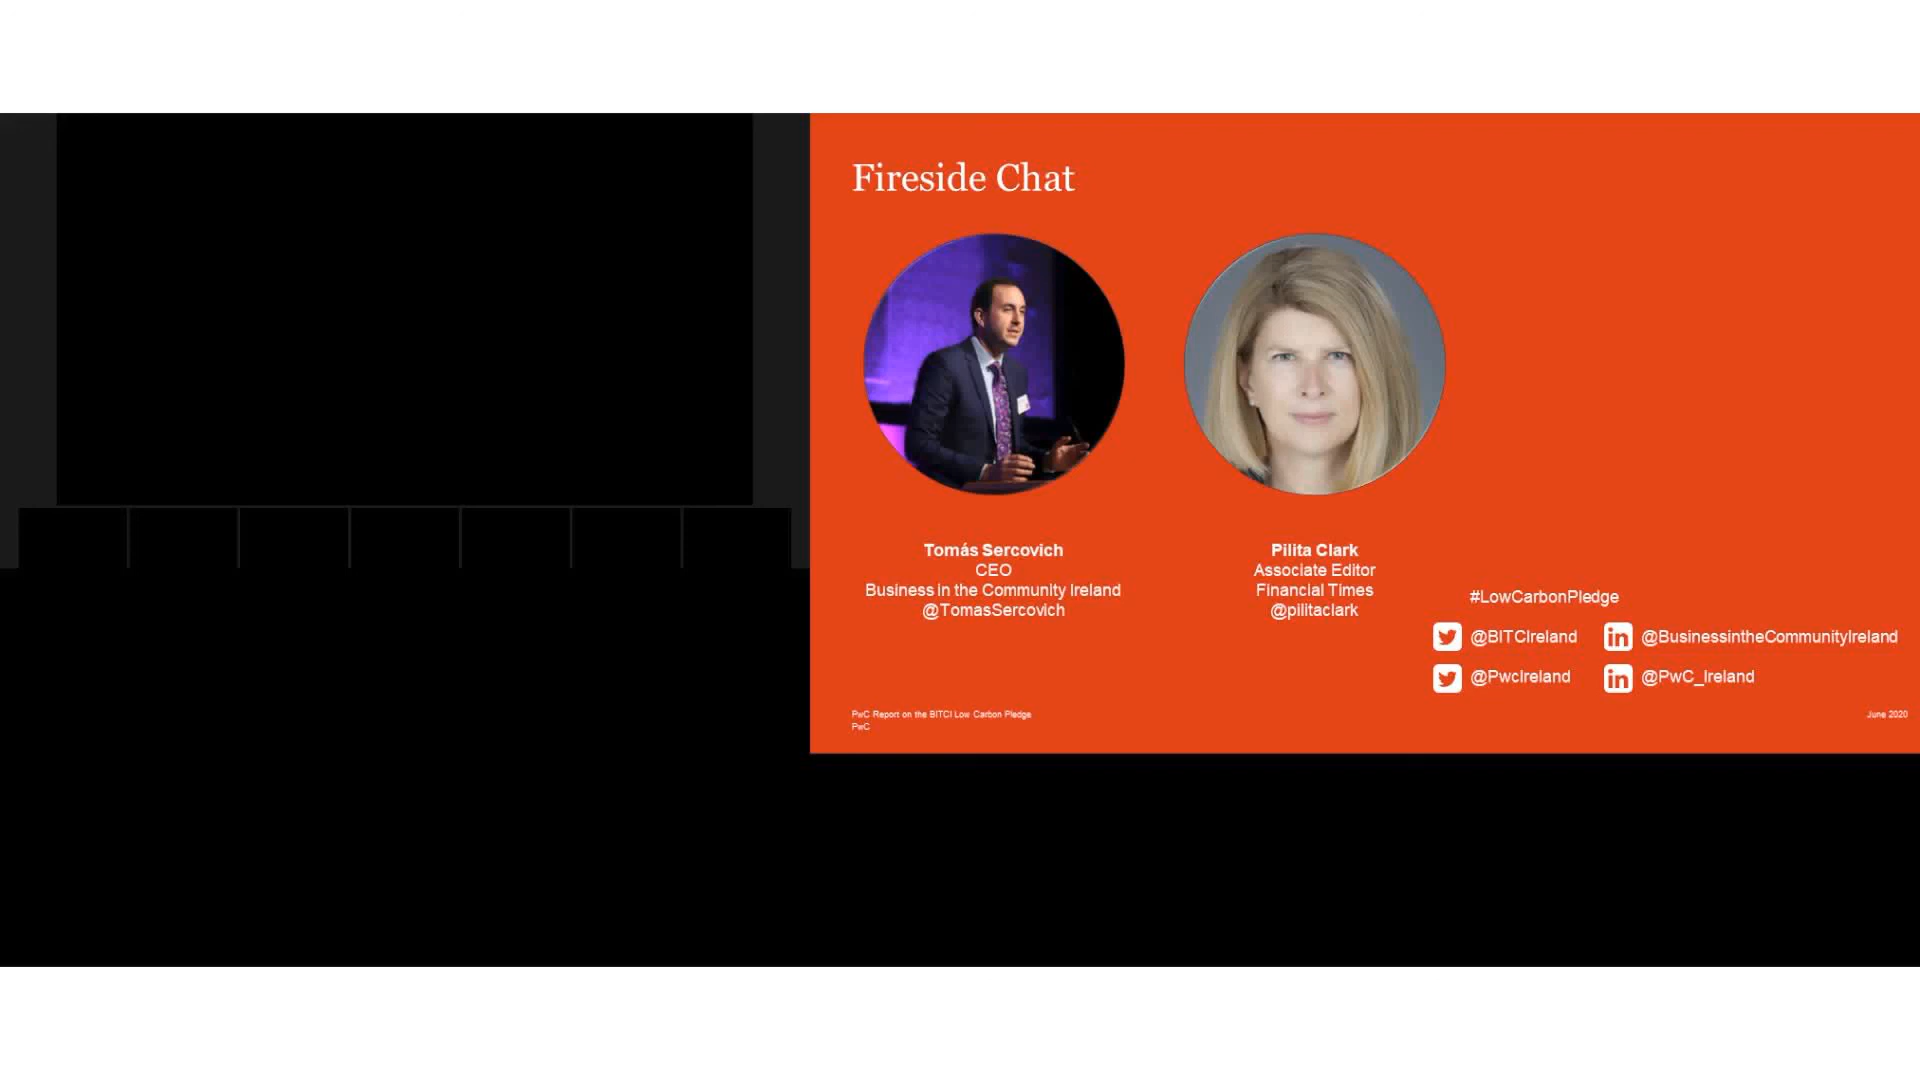 Fireside Chat
Tomás Sercovich
CEO
Business in the Community Ireland
@TomasSercovich
Pilita Clark
Associate Editor
Financial Times
@pilitaclark
#LowCarbonPledge
@BITCIreland
@BusinessintheCommunityIreland
@PwcIreland
@PwC_Ireland
PwC Report on the BITCI Low Carbon Pledge
PwC
June 2020